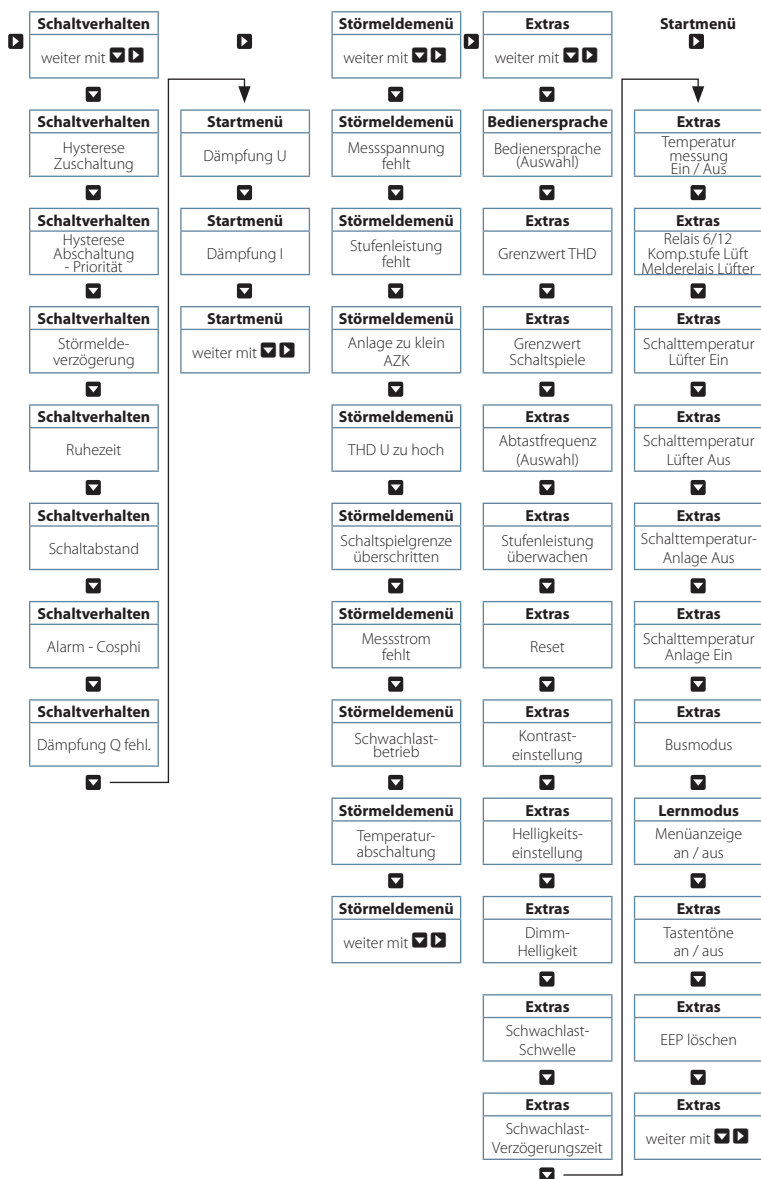 Schaltverhalten
weiter mit
Schaltverhalten
Hysterese
Zuschaltung
Schaltverhalten
Hysterese
Abschaltung
- Priorität
Schaltverhalten
Störmelde-
verzögerung
Schaltverhalten
Ruhezeit
Schaltverhalten
Schaltabstand
Schaltverhalten
Alarm - Cosphi
Schaltverhalten
Dämpfung Q fehl.
Startmenü
Dämpfung U
Startmenü
Dämpfung I
Startmenü
weiter mit
Störmeldemenü
weiter mit
Störmeldemenü
Messspannung
fehlt
Störmeldemenü
Stufenleistung
fehlt
Störmeldemenü
Anlage zu klein
AZK
Störmeldemenü
THD U zu hoch
Störmeldemenü
Schaltspielgrenze
überschritten
Störmeldemenü
Messstrom
fehlt
Störmeldemenü
Schwachlast-
betrieb
Störmeldemenü
Temperatur-
abschaltung
Störmeldemenü
weiter mit
Extras
weiter mit
Bedienersprache
Bedienersprache
(Auswahl)
Extras
Grenzwert THD
Extras
Grenzwert
Schaltspiele
Extras
Abtastfrequenz
(Auswahl)
Extras
Stufenleistung
überwachen
Extras
Reset
Extras
Kontrast-
einstellung
Extras
Helligkeits-
einstellung
Extras
Dimm-
Helligkeit
Extras
Schwachlast-
Schwelle
Extras
Schwachlast-
Verzögerungszeit
Startmenü
Extras
Temperatur
messung
Ein / Aus
Extras
Relais 6/12
Komp.stufe Lüft
Melderelais Lüfter
Extras
Schalttemperatur
Lüfter Ein
Extras
Schalttemperatur
Lüfter Aus
Extras
Schalttemperatur-
Anlage Aus
Extras
Schalttemperatur
Anlage Ein
Extras
Busmodus
Lernmodus
Menüanzeige
an / aus
Extras
Tastentöne
an / aus
Extras
EEP löschen
Extras
weiter mit